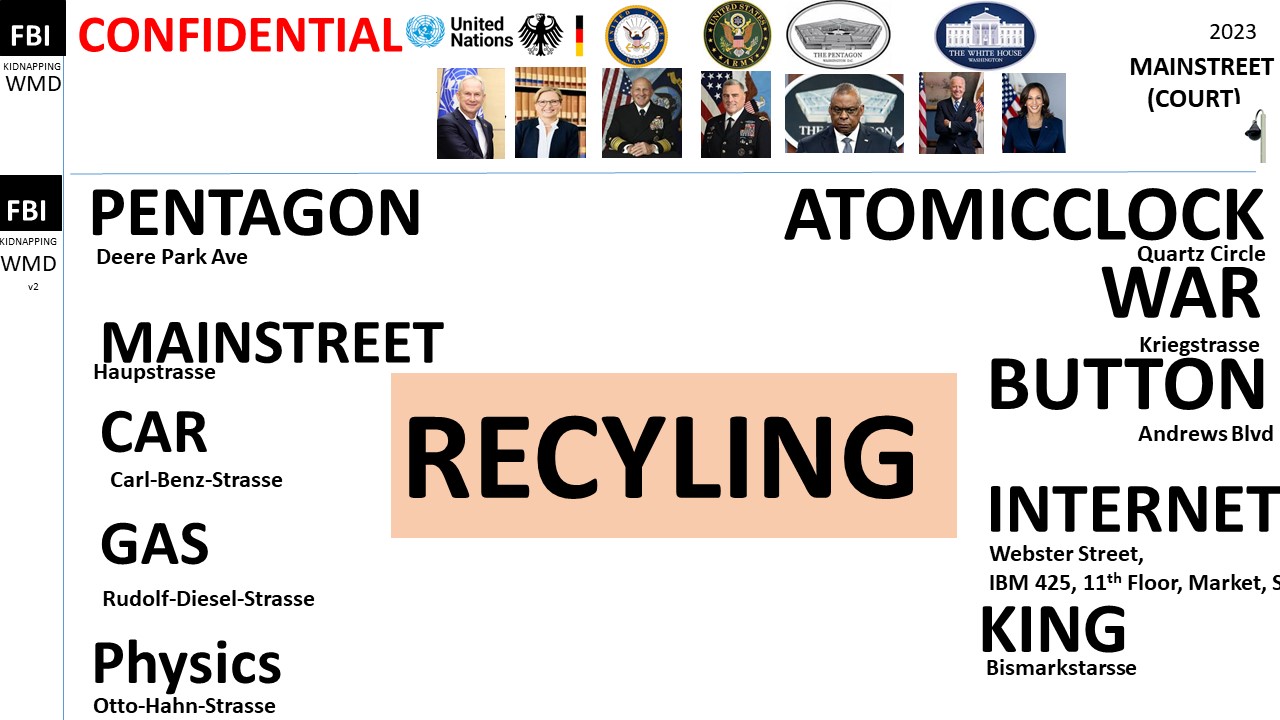 FBI
KIDNAPPING
WMD
CONFIDENTIAL
United
Nations
UNITED STATES
NAVY
UNITED STATES
ARMY
THE PENTAGON
WASHINGTON
THE WHITE HOUSE
WASHINGTON
2023
MAINSTREET
(COURT)
FBI
KIDNAPPING
WMD
v2
PENTAGON
Deere Park Ave
MAINSTREET
Haupstrasse
CAR
Carl-Benz-Strasse
GAS
Rudolf-Diesel-Strasse
Physics
Otto-Hahn-Strasse
RECYLING
ATOMICCLOCK
Quartz Circle
WAR
Kriegstrasse
BUTTON
Andrews Blvd
INTERNET
Webster Street,
IBM 425, 11th Floor, Market, S
KING
Bismarkstarsse